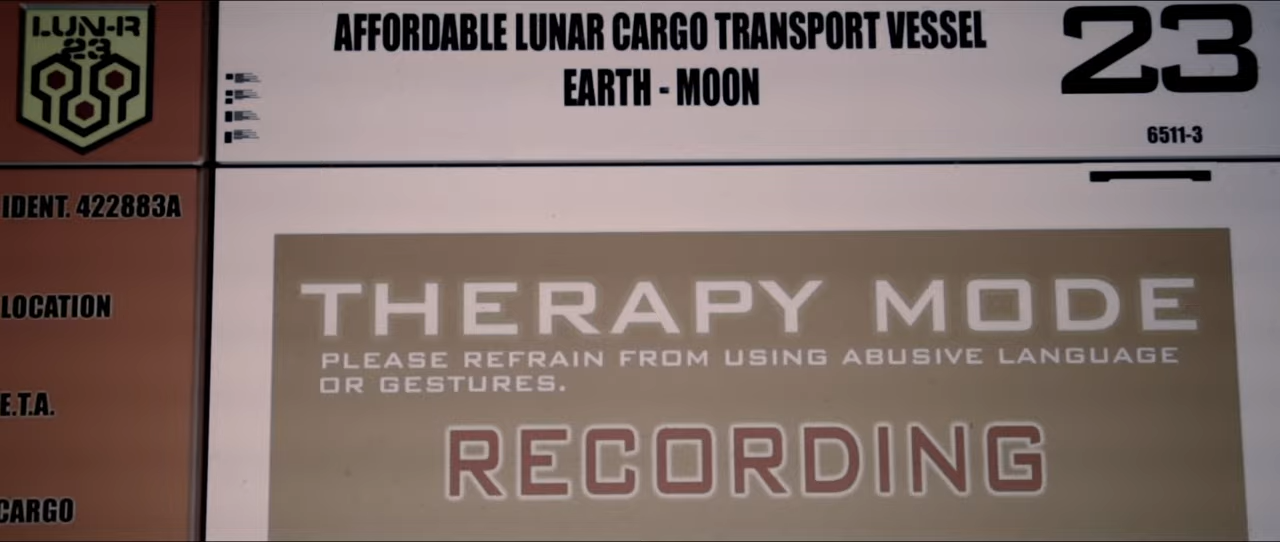 LUN-R
23
AFFORDABLE LUNAR CARGO TRANSPORT VESSEL
EARTH - MOON
23
6511-3
IDENT. 422883A
LOCATION
E.T.A.
CARGO
THERAPY MODE
PLEASE REFRAIN FROM USING ABUSIVE LANGUAGE
OR GESTURES.
RECORDING